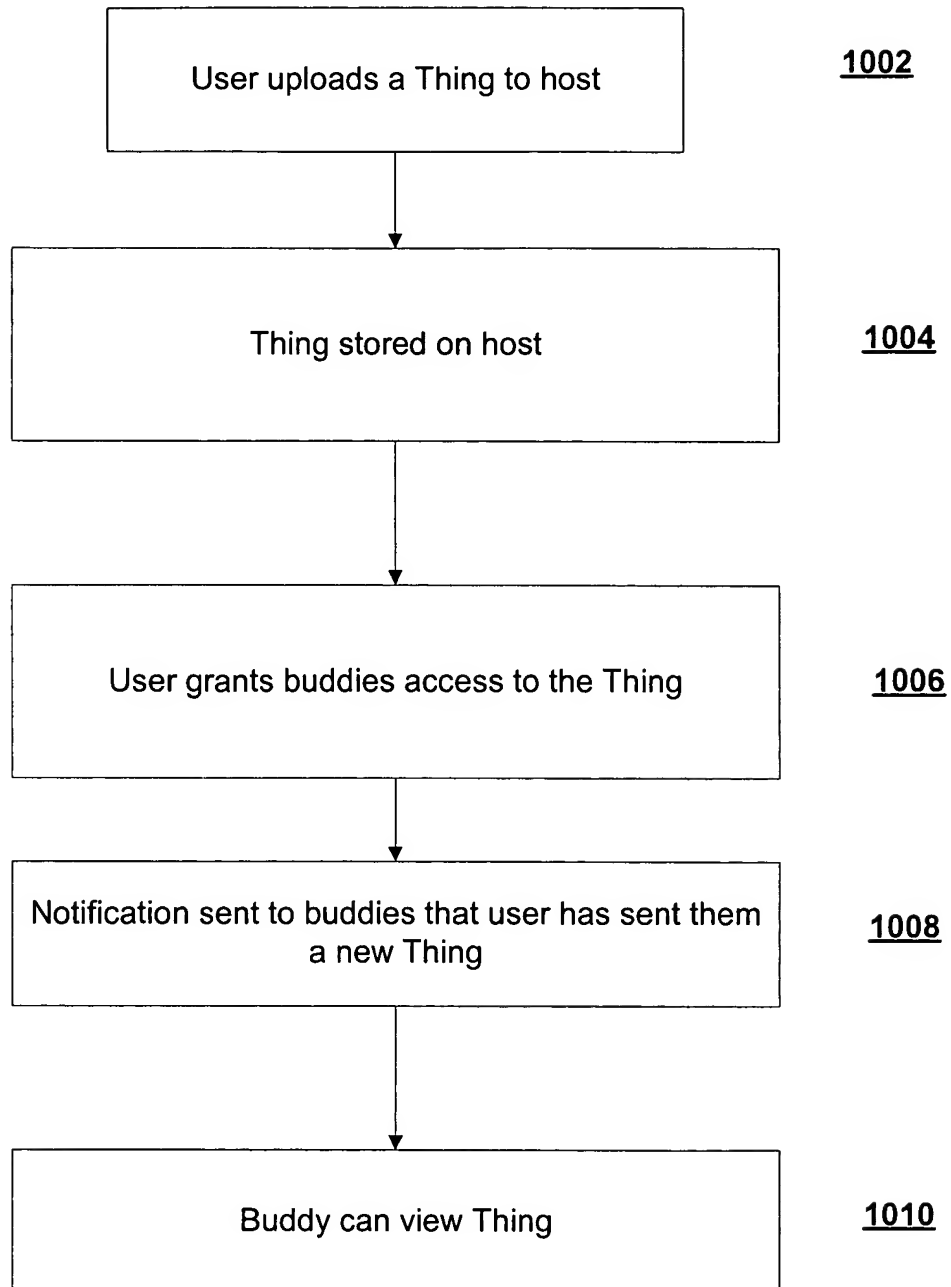 User uploads a Thing to host
1002
Thing stored on host
1004
User grants buddies access to the Thing
1006
Notification sent to buddies that user has sent them
a new Thing
1008
Buddy can view Thing
1010